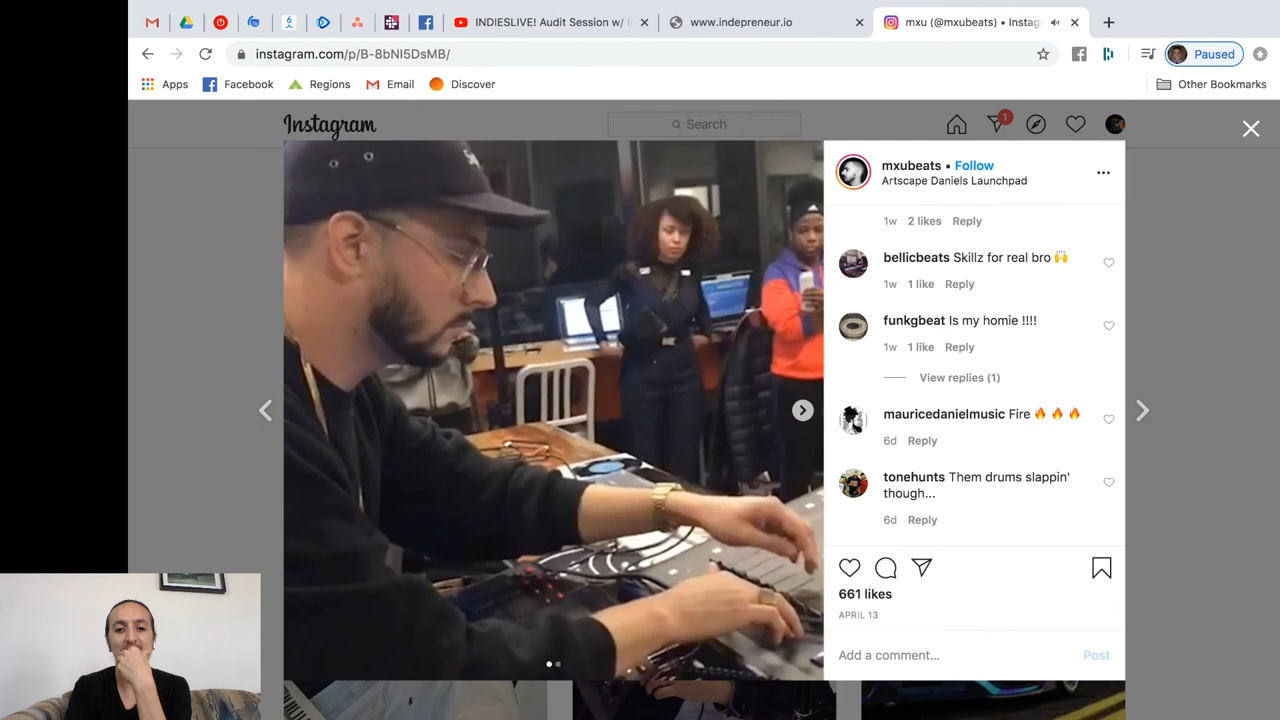 INDIESLIVE! Audit Session w/
www.indepreneur.io
mxu (@mxubeats) • Instag
instagram.com/p/B-8bNI5DsMB/
Paused
Apps
Facebook
Regions
Email
Discover
Other Bookmarks
Instagram
Search
1
mxubeats • Follow
Artscape Daniels Launchpad
1w 2 likes Reply
bellicbeats Skillz for real bro 🙌
1w 1 like Reply
funkgbeat Is my homie !!!!
1w 1 like Reply
View replies (1)
mauricedanielmusic Fire 🔥 🔥 🔥
6d Reply
tonehunts Them drums slappin'
though...
6d Reply
661 likes
APRIL 13
Add a comment...
Post